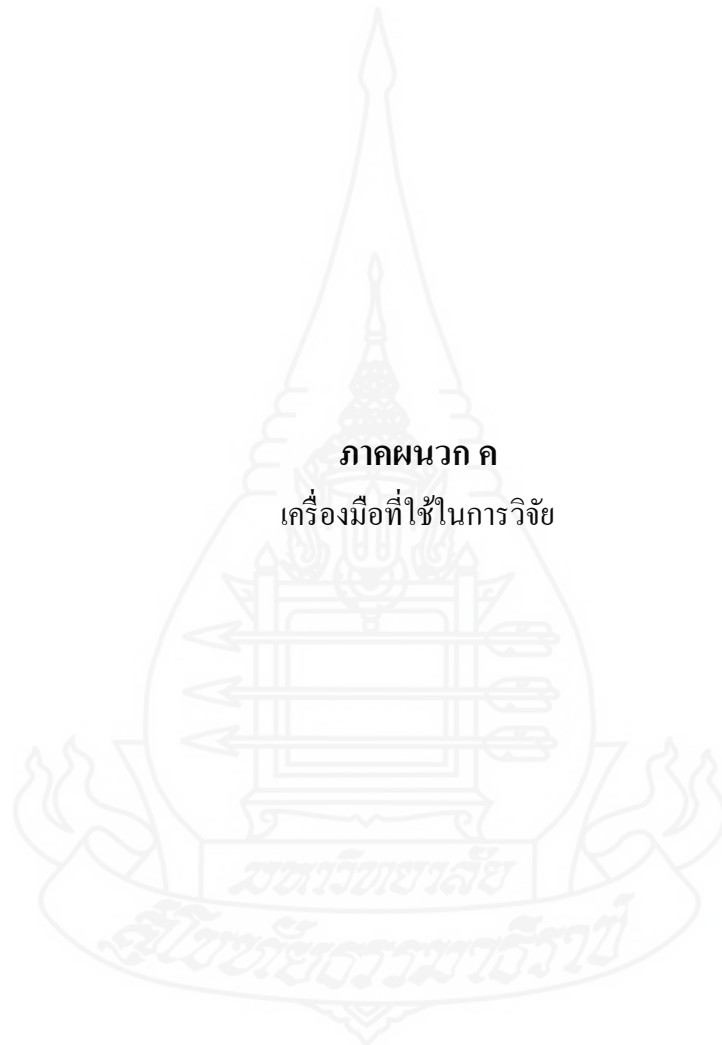 ภาคผนวก ค
เครื่องมือที่ใช้ในการวิจัย
มหาวิทยาลัย
สุโขทัยธรรมาธิราช